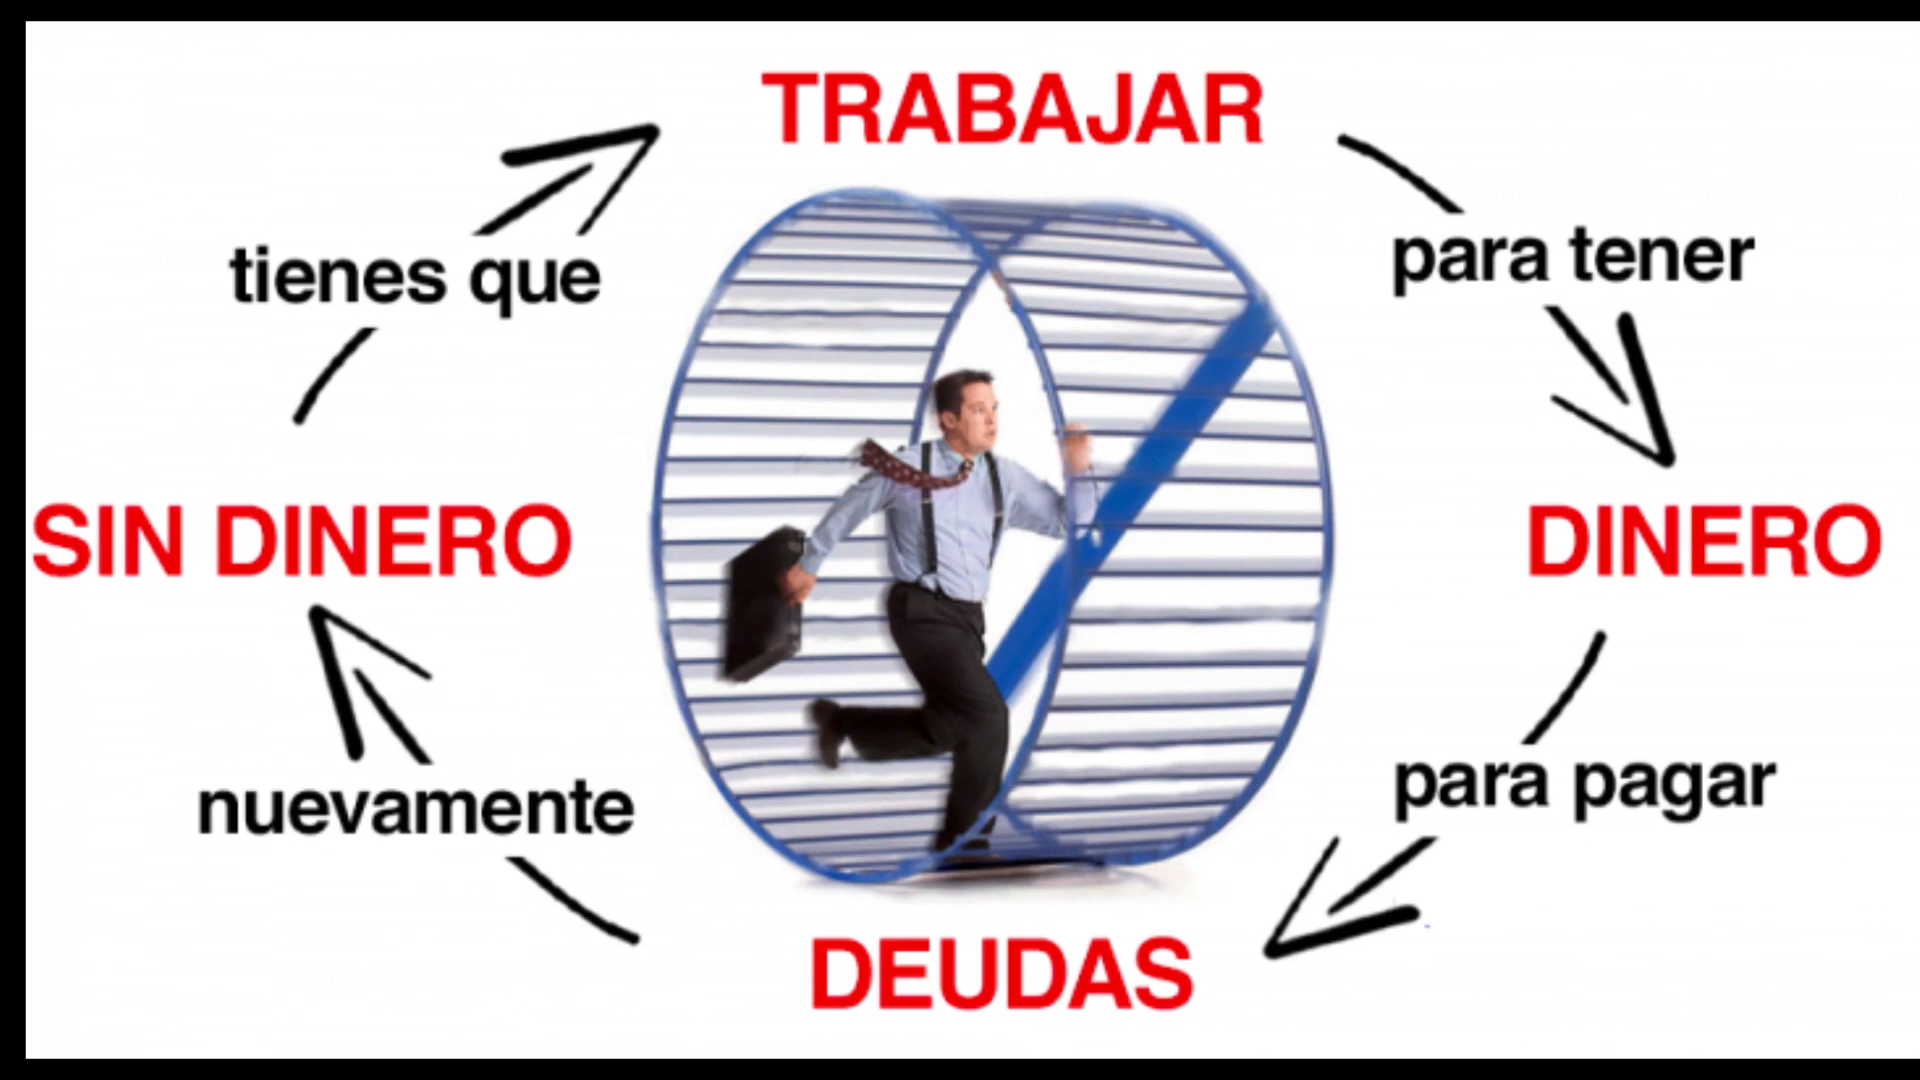 TRABAJAR
para tener
DINERO
para pagar
DEUDAS
nuevamente
SIN DINERO
tienes que